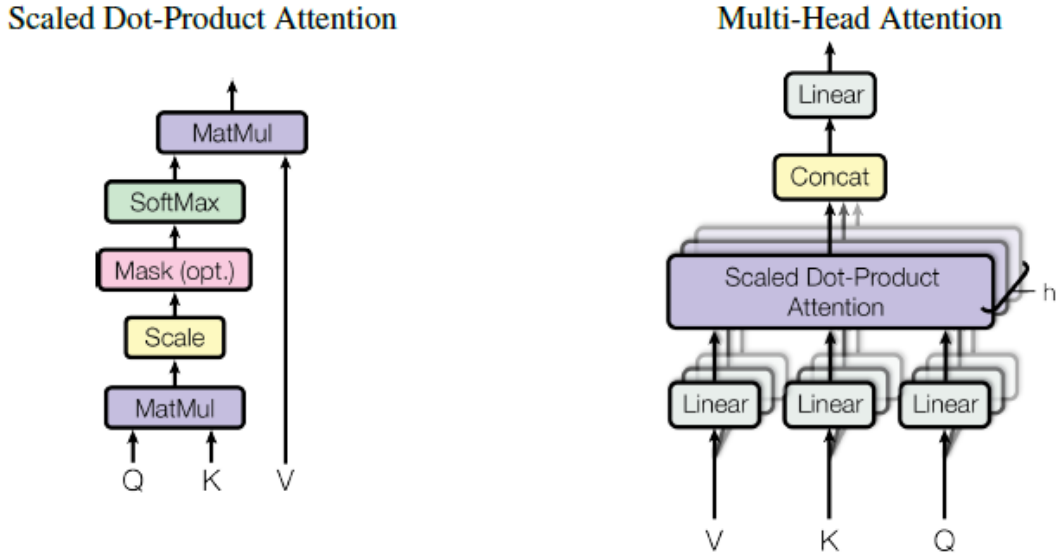 Scaled Dot-Product Attention
MatMul
SoftMax
Mask (opt.)
Scale
MatMul
Q K V
Multi-Head Attention
Linear
Concat
Scaled Dot-Product
Attention
h
Linear Linear Linear
V K Q